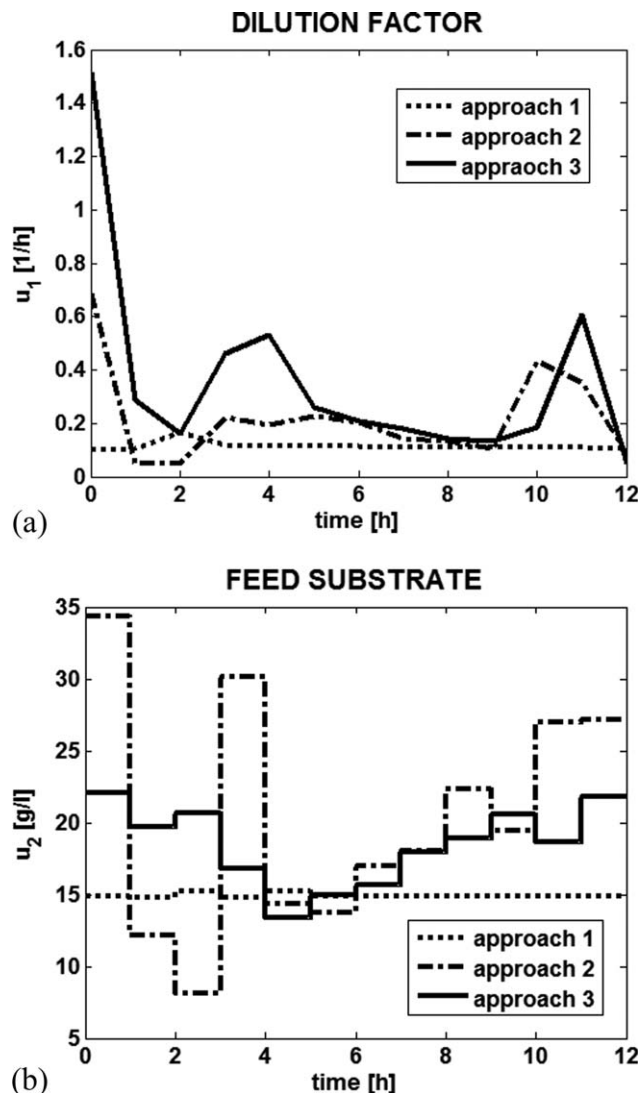 DILUTION FACTOR
1.6
1.4
1.2
1
0.8
0.6
0.4
0.2
0
u1 [1/h]
approach 1
approach 2
appraoch 3
0 2 4 6 8 10 12
time [h]
(a)
FEED SUBSTRATE
35
30
25
20
15
10
5
u2 [g/l]
approach 1
approach 2
approach 3
0 2 4 6 8 10 12
time [h]
(b)